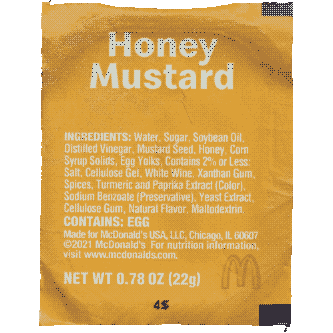 Honey
Mustard
INGREDIENTS: Water, Sugar, Soybean Oil,
Distilled Vinegar, Mustard Seed, Honey, Corn
Syrup Solids, Egg Yolks. Contains 2% or Less:
Salt, Cellulose Gel, White Wine, Xanthan Gum,
Spices, Turmeric and Paprika Extract (Color),
Sodium Benzoate (Preservative), Yeast Extract,
Cellulose Gum, Natural Flavor, Maltodextrin.
CONTAINS: EGG
Made for McDonald's USA, LLC, Chicago, IL 60607
©2021 McDonald's For nutrition information,
visit www.mcdonalds.com.
NET WT 0.78 OZ (22g)